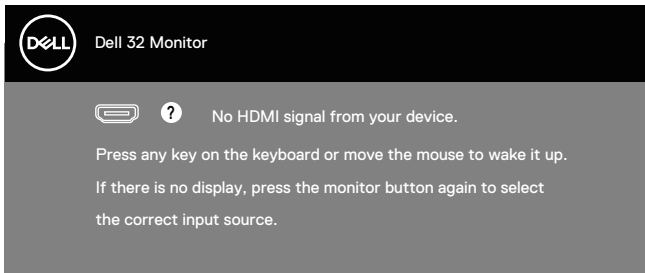 DELL
Dell 32 Monitor
? No HDMI signal from your device.
Press any key on the keyboard or move the mouse to wake it up.
If there is no display, press the monitor button again to select
the correct input source.